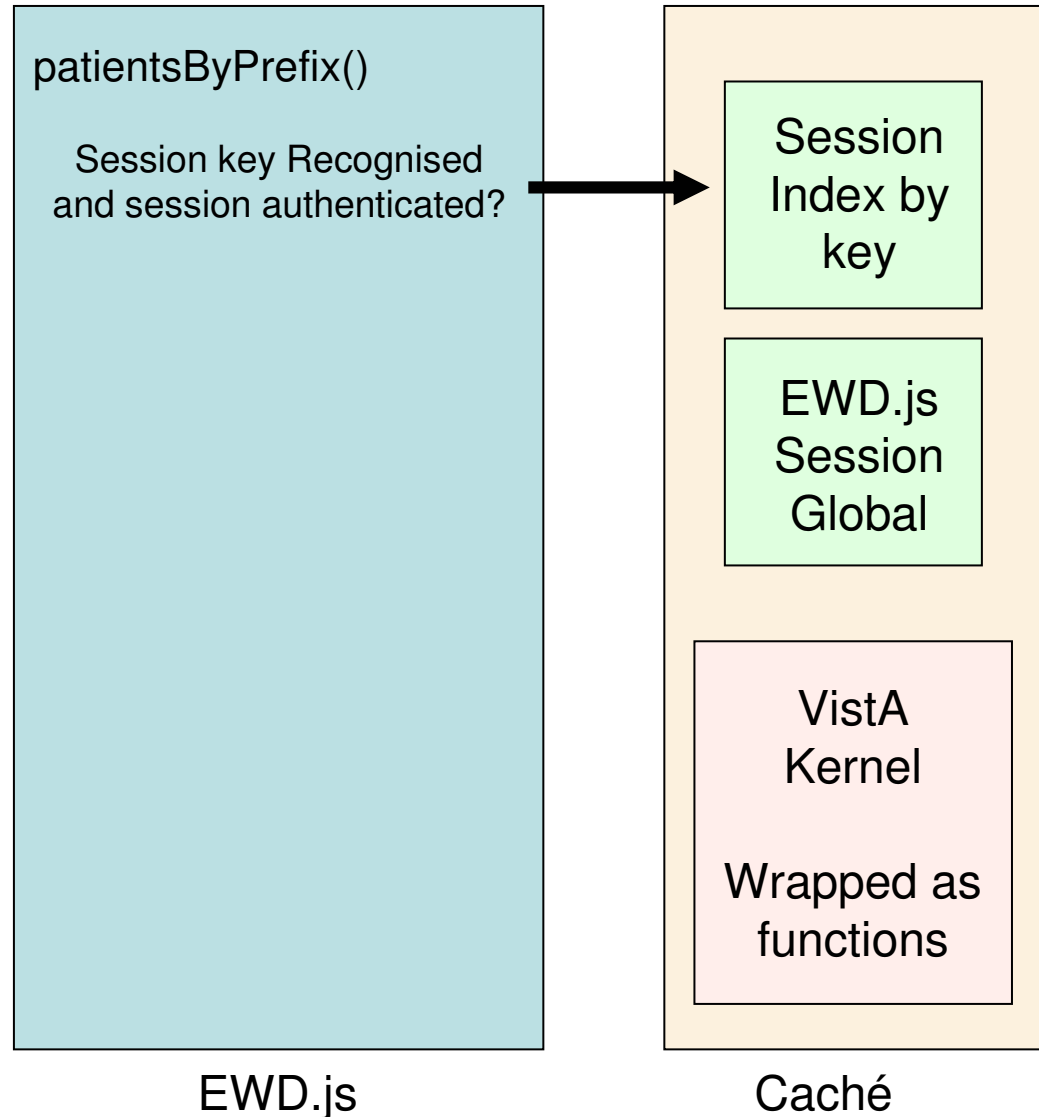 patientsByPrefix()
Session key Recognised
and session authenticated?
Session
Index by
key
EWD.js
Session
Global
VistA
Kernel
Wrapped as
functions
EWD.js
Caché